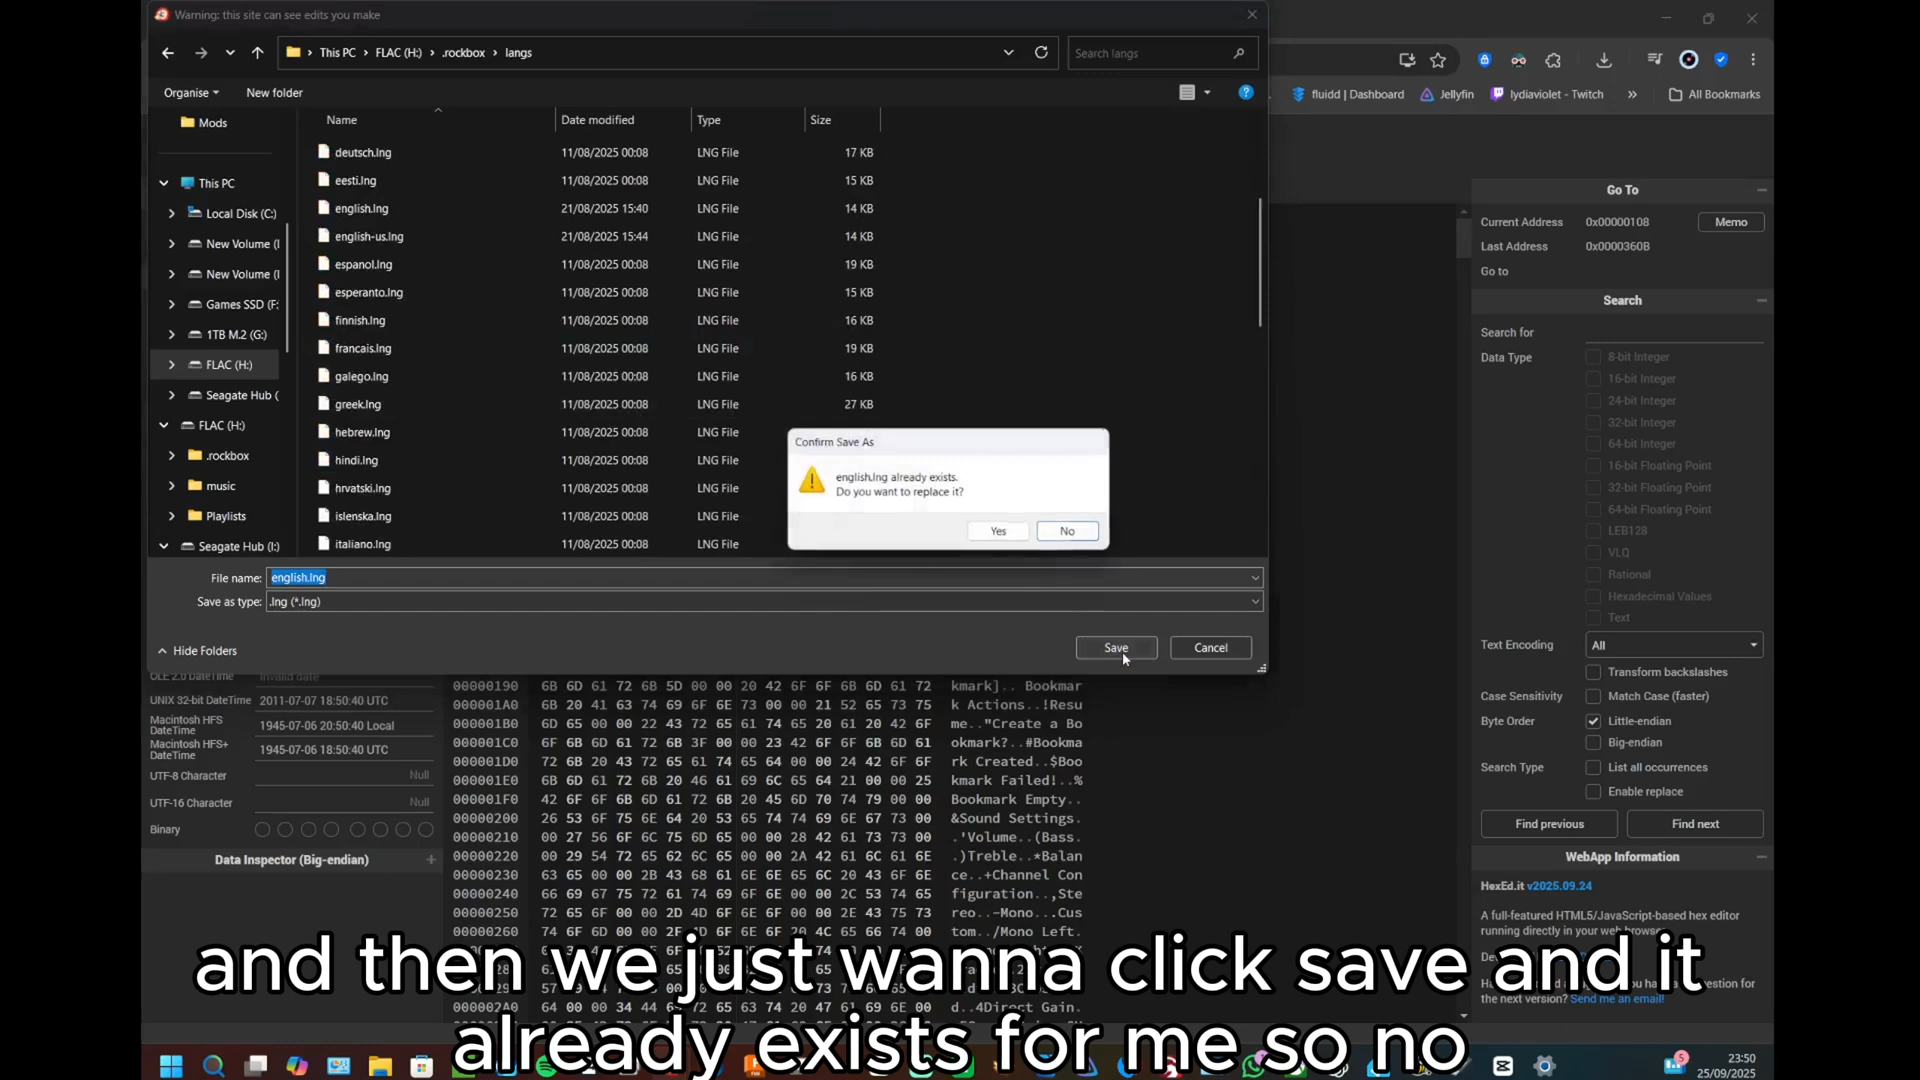 Warning: this site can see edits you make
This PC > FLAC (H:) > .rockbox > langs
Search langs
Organise
New folder
fluidd | Dashboard
Jellyfin
lydiaviolet - Twitch
»
All Bookmarks
Mods
This PC
Local Disk (C:)
New Volume (
New Volume (
Games SSD (F:
1TB M.2 (G:)
FLAC (H:)
Seagate Hub (
FLAC (H:)
.rockbox
music
Playlists
Seagate Hub (I:)
Name Date modified Type Size
deutsch.lng 11/08/2025 00:08 LNG File 17 KB
eesti.lng 11/08/2025 00:08 LNG File 15 KB
english.lng 21/08/2025 15:40 LNG File 14 KB
english-us.lng 21/08/2025 15:44 LNG File 14 KB
espanol.lng 11/08/2025 00:08 LNG File 19 KB
esperanto.lng 11/08/2025 00:08 LNG File 15 KB
finnish.lng 11/08/2025 00:08 LNG File 16 KB
francais.lng 11/08/2025 00:08 LNG File 19 KB
galego.lng 11/08/2025 00:08 LNG File 16 KB
greek.lng 11/08/2025 00:08 LNG File 27 KB
hebrew.lng 11/08/2025 00:08 LNG File
hindi.lng 11/08/2025 00:08 LNG File
hrvatski.lng 11/08/2025 00:08 LNG File
islenska.lng 11/08/2025 00:08 LNG File
italiano.lng 11/08/2025 00:08 LNG File
Confirm Save As
english.lng already exists.
Do you want to replace it?
Yes
No
File name: english.lng
Save as type: .lng (*.lng)
Hide Folders
Save
Cancel
Go To
Current Address 0x00000108 Memo
Last Address 0x0000360B
Go to
Search
Search for
Data Type
8-bit Integer
16-bit Integer
24-bit Integer
32-bit Integer
64-bit Integer
16-bit Floating Point
32-bit Floating Point
64-bit Floating Point
LEB128
VLQ
Rational
Hexadecimal Values
Text
Text Encoding All
Transform backslashes
Case Sensitivity Match Case (faster)
Byte Order Little-endian
Big-endian
Search Type List all occurrences
Enable replace
Find previous
Find next
WebApp Information
HexEd.it v2025.09.24
A full-featured HTML5/JavaScript-based hex editor
running directly in your web browser
Send me an email!
the next version?
OLE 2.0 DateTime Invalid date
UNIX 32-bit DateTime 2011-07-07 18:50:40 UTC
Macintosh HFS
DateTime 1945-07-06 20:50:40 Local
Macintosh HFS+
DateTime 1945-07-06 18:50:40 UTC
UTF-8 Character Null
UTF-16 Character Null
Binary
Data Inspector (Big-endian)
00000190 6B 6D 61 72 6B 5D 00 00 20 42 6F 6F 6B 6D 61 72 kmark].. Bookmar
000001A0 6B 20 41 63 74 69 6F 6E 73 00 00 21 52 65 73 75 k Actions..!Resu
000001B0 6D 65 00 00 22 43 72 65 61 74 65 20 61 20 42 6F me.."Create a Bo
000001C0 6F 6B 6D 61 72 6B 3F 00 00 23 42 6F 6F 6B 6D 61 okmark?..#Bookma
000001D0 72 6B 20 43 72 65 61 74 65 64 00 00 24 42 6F 6F rk Created..$Boo
000001E0 6B 6D 61 72 6B 20 46 61 69 6C 65 64 21 00 00 25 kmark Failed!..%
000001F0 42 6F 6F 6B 6D 61 72 6B 20 45 6D 70 74 79 00 00 Bookmark Empty..
00000200 26 53 6F 75 6E 64 20 53 65 74 74 69 6E 67 73 00 &Sound Settings.
00000210 00 27 56 6F 6C 75 6D 65 00 00 28 42 61 73 73 00 .'Volume..(Bass.
00000220 00 29 54 72 65 62 6C 65 00 00 2A 42 61 6C 61 6E .)Treble..*Balan
00000230 63 65 00 00 2B 43 68 61 6E 6E 65 6C 20 43 6F 6E ce..+Channel Con
00000240 66 69 67 75 72 61 74 69 6F 6E 00 00 2C 53 74 65 figuration..,Ste
00000250 72 65 6F 00 00 2D 4D 6F 6E 6F 00 00 2E 43 75 73 reo..-Mono...Cus
and then we just wanna click save and it
already exists for me so no
5
23:50
25/09/2025